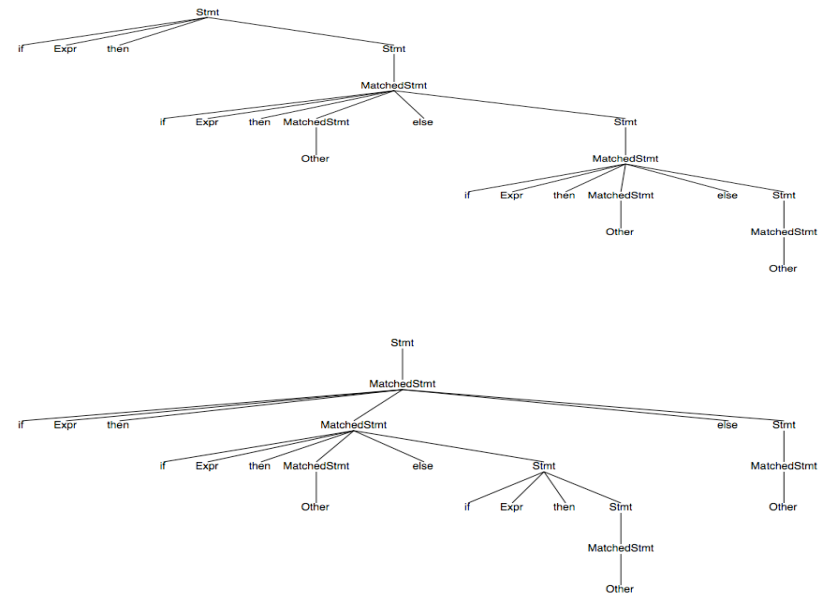 Stmt
if Expr then Stmt
MatchedStmt
if Expr then MatchedStmt else Stmt
Other MatchedStmt
if Expr then MatchedStmt else Stmt
Other MatchedStmt
Other
Stmt
MatchedStmt
if Expr then MatchedStmt else Stmt
if Expr then MatchedStmt else Stmt MatchedStmt
Other if Expr then Stmt Other
MatchedStmt
Other